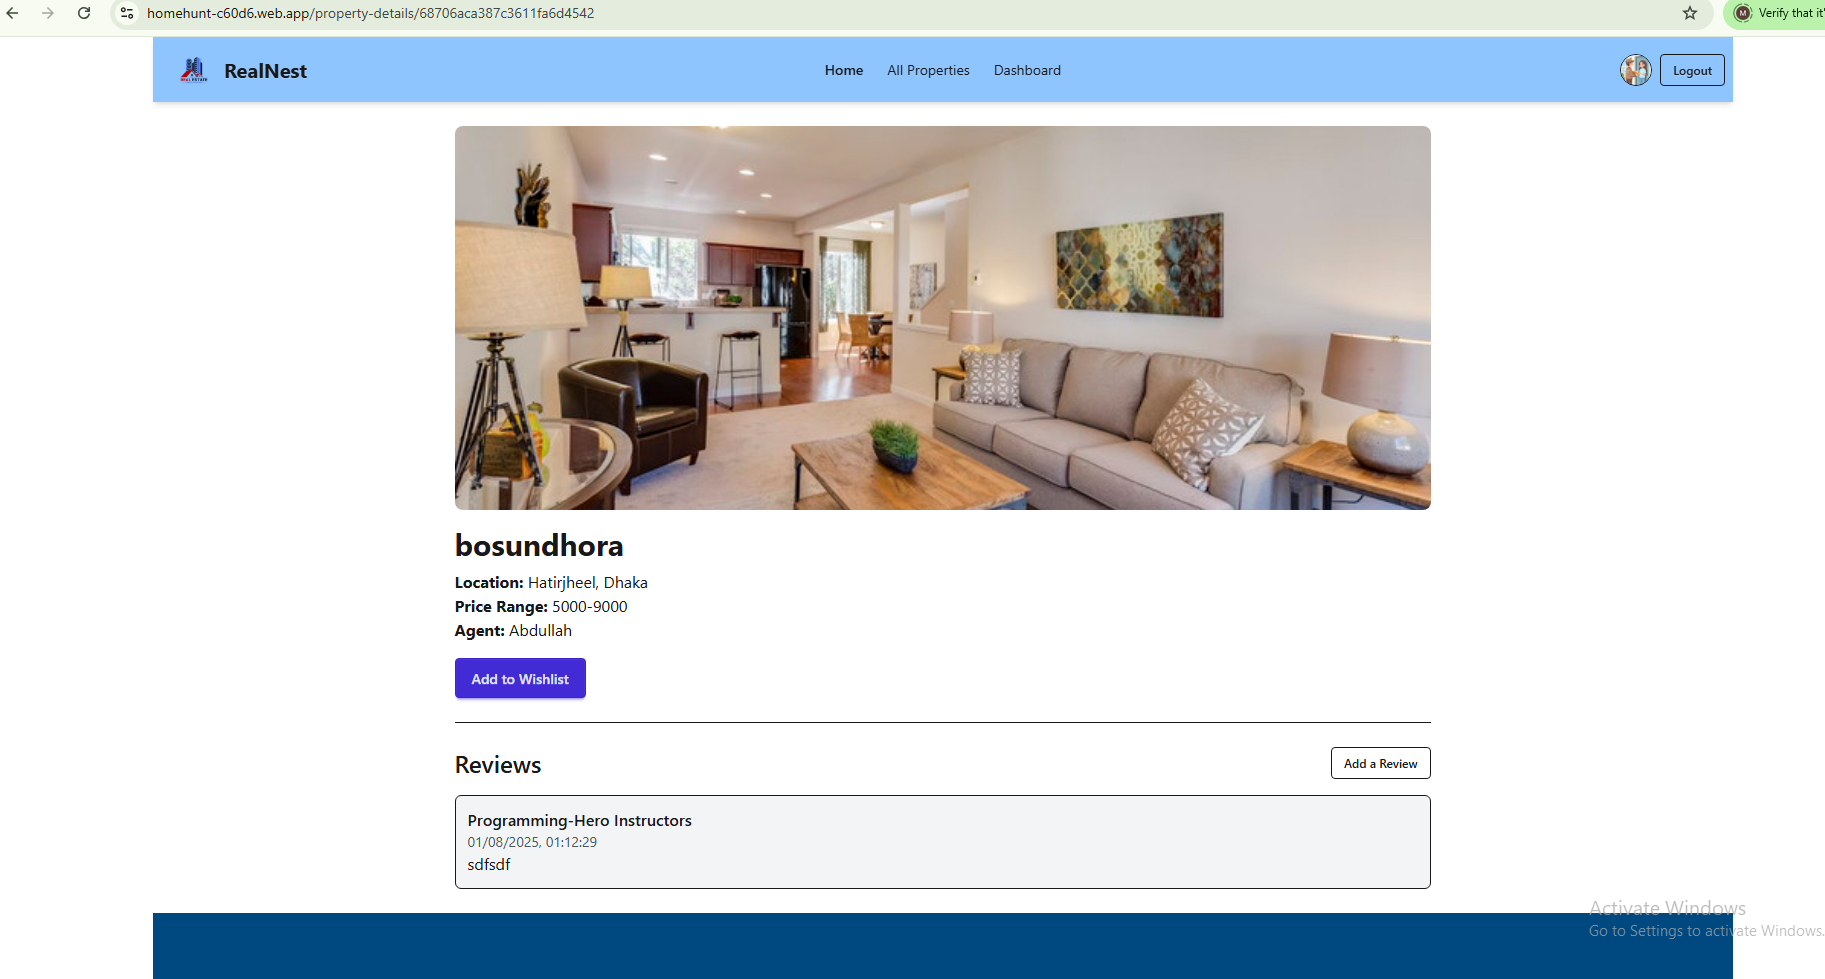 homehunt-c60d6.web.app/property-details/68706aca387c3611fa6d4542
M Verify that it'
REAL ESTATE
RealNest
Home All Properties Dashboard
Logout
bosundhora
Location: Hatirjheel, Dhaka
Price Range: 5000-9000
Agent: Abdullah
Add to Wishlist
Reviews
Add a Review
Programming-Hero Instructors
01/08/2025, 01:12:29
sdfsdf
Activate Windows
Go to Settings to activate Windows.